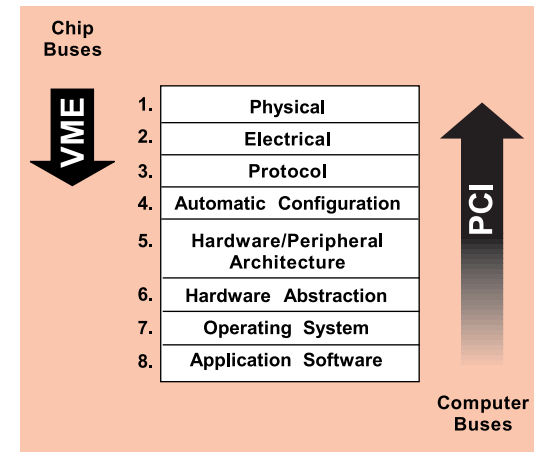 Chip
Buses
VME
1. Physical
2. Electrical
3. Protocol
4. Automatic Configuration
5. Hardware/Peripheral
Architecture
6. Hardware Abstraction
7. Operating System
8. Application Software
PCI
Computer
Buses